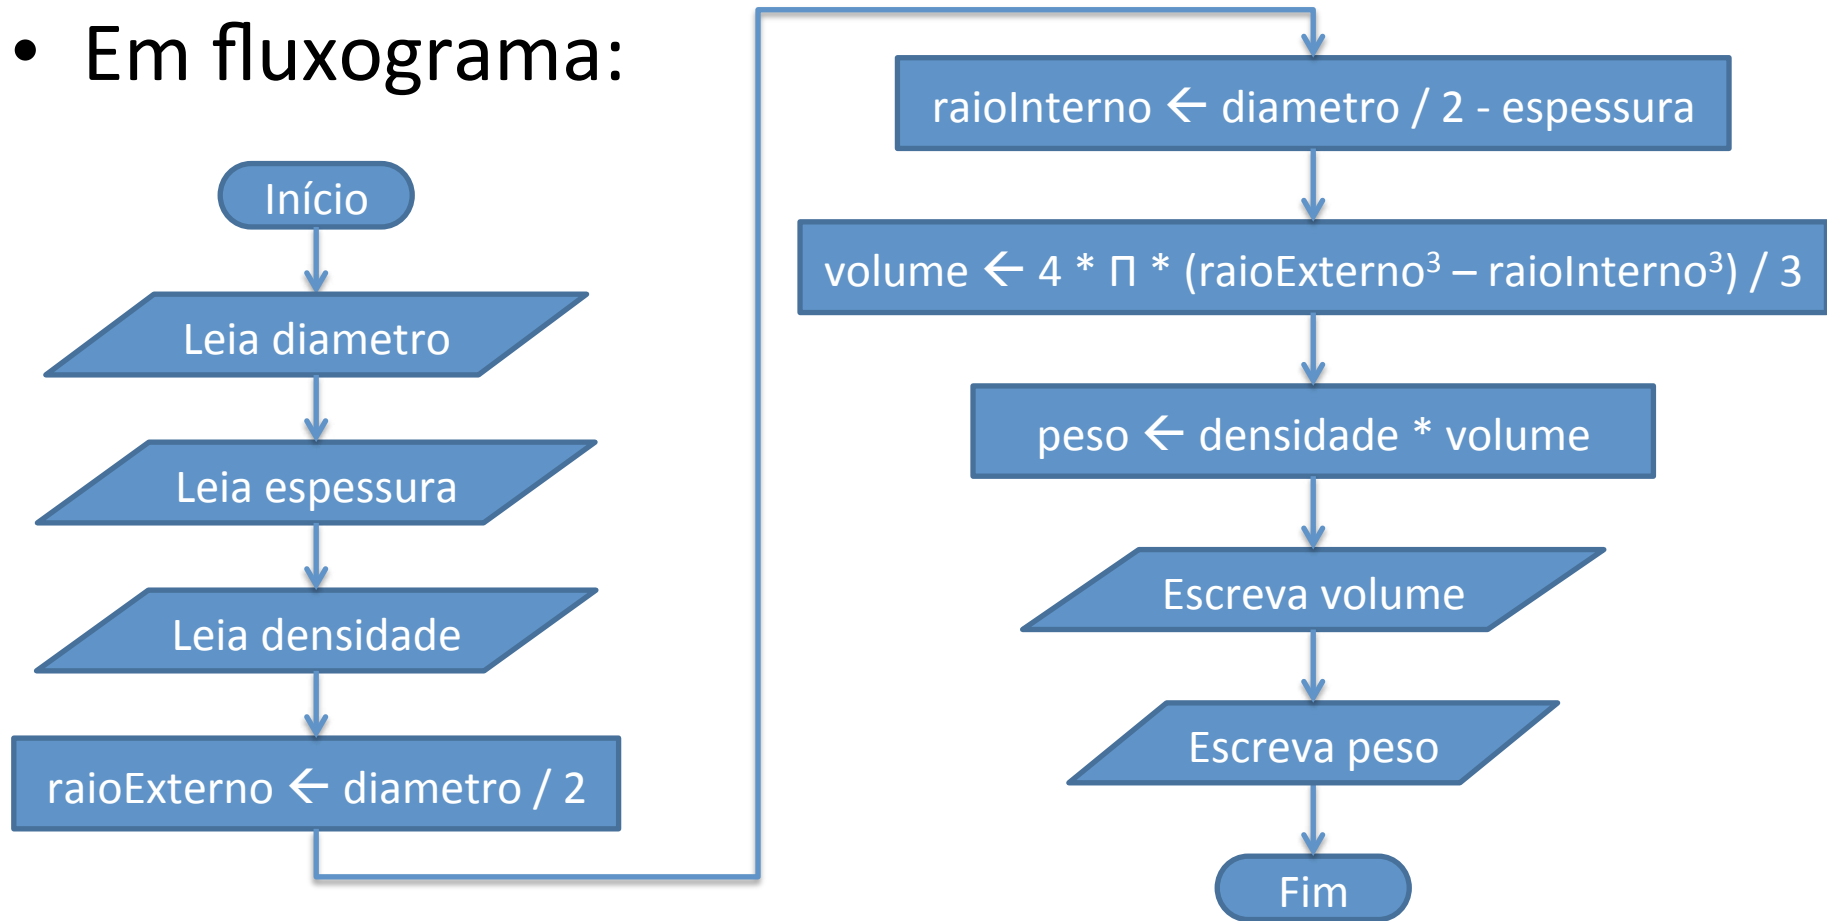 • Em fluxograma:
Início
Leia diametro
Leia espessura
Leia densidade
raioExterno ← diametro / 2
raioInterno ← diametro / 2 - espessura
volume ← 4 * Π * (raioExterno³ – raioInterno³) / 3
peso ← densidade * volume
Escreva volume
Escreva peso
Fim